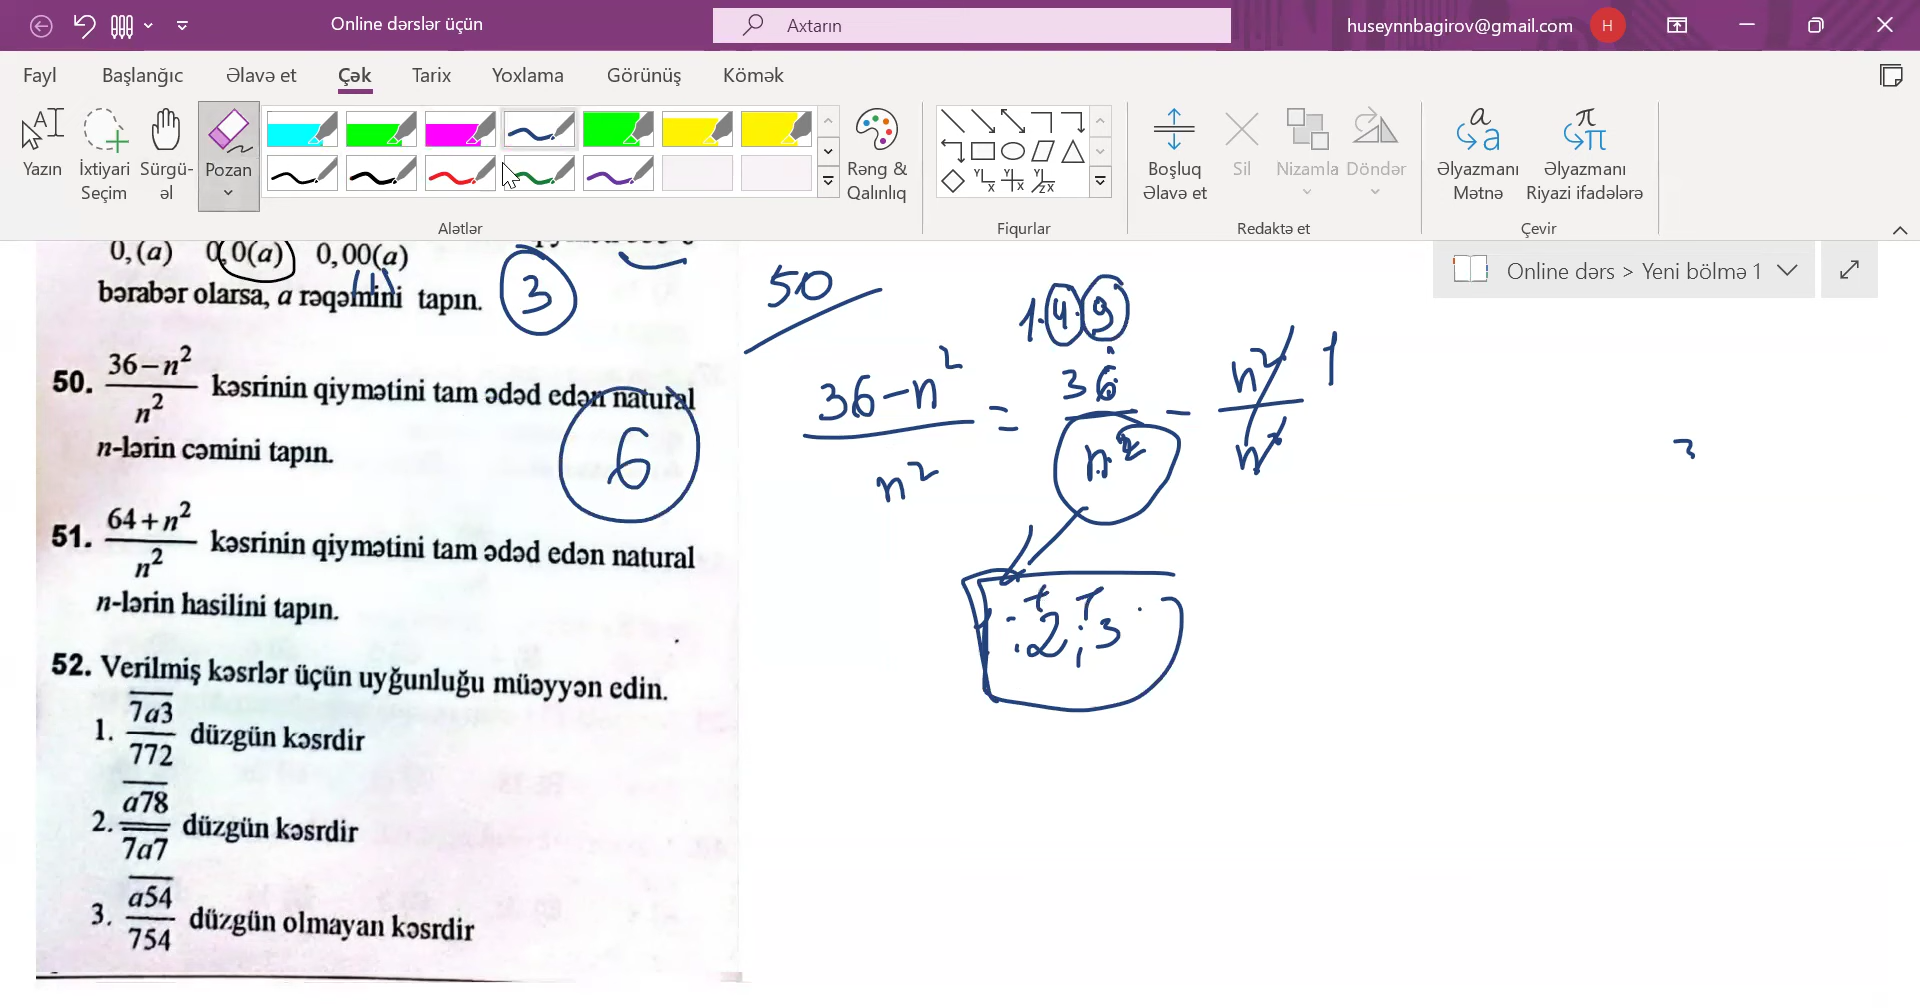 Online dərslər üçün
Axtarın
huseynnbagirov@gmail.com
H
Fayl
Başlanğıc
Əlavə et
Çək
Tarix
Yoxlama
Görünüş
Kömək
Yazın
İxtiyari Seçim
Sürgü-əl
Pozan
Rəng & Qalınlıq
Boşluq Əlavə et
Sil
Nizamla
Döndər
Əlyazmanı Mətnə
Əlyazmanı Riyazi ifadələrə
Alətlər
Fiqurlar
Redaktə et
Çevir
Online dərs > Yeni bölmə 1
0,(a) 0,0(a) 0,00(a)
bərabər olarsa, a rəqəmini tapın.
(1)
3
50. (36−n²)/n² kəsrinin qiymətini tam ədəd edən natural
n-lərin cəmini tapın.
6
51. (64+n²)/n² kəsrinin qiymətini tam ədəd edən natural
n-lərin hasilini tapın.
52. Verilmiş kəsrlər üçün uyğunluğu müəyyən edin.
1. 7a3/772 düzgün kəsrdir
2. a78/7a7 düzgün kəsrdir
3. a54/754 düzgün olmayan kəsrdir
50
1·4·9
(36−n²)/n² = 36/n² − n²/n² 1
1;2;3